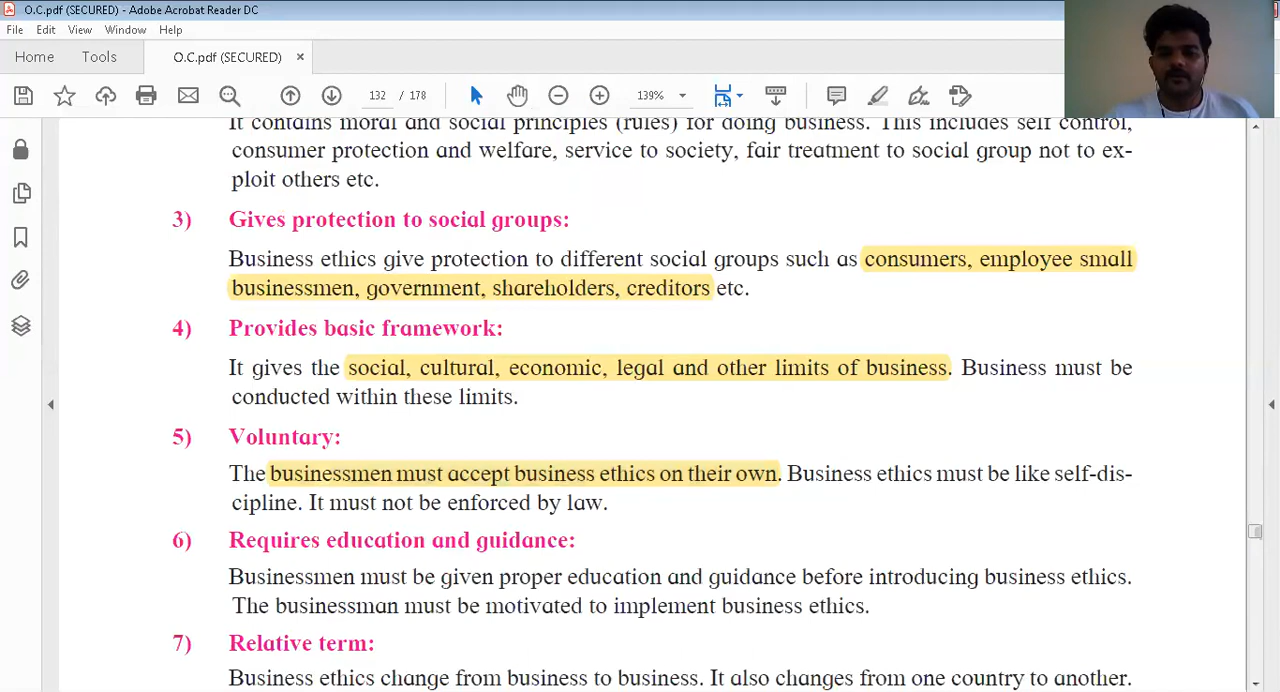 O.C.pdf (SECURED) - Adobe Acrobat Reader DC
File Edit View Window Help
Home Tools O.C.pdf (SECURED) ×
132 / 178 139%
It contains moral and social principles (rules) for doing business. This includes self control,
consumer protection and welfare, service to society, fair treatment to social group not to ex-
ploit others etc.
3) Gives protection to social groups:
Business ethics give protection to different social groups such as consumers, employee small
businessmen, government, shareholders, creditors etc.
4) Provides basic framework:
It gives the social, cultural, economic, legal and other limits of business. Business must be
conducted within these limits.
5) Voluntary:
The businessmen must accept business ethics on their own. Business ethics must be like self-dis-
cipline. It must not be enforced by law.
6) Requires education and guidance:
Businessmen must be given proper education and guidance before introducing business ethics.
The businessman must be motivated to implement business ethics.
7) Relative term:
Business ethics change from business to business. It also changes from one country to another.